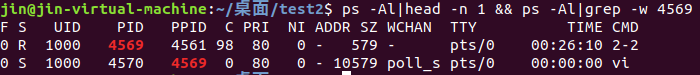 jin@jin-virtual-machine:~/桌面/test2$ ps -Al|head -n 1 && ps -Al|grep -w 4569
F S UID PID PPID C PRI NI ADDR SZ WCHAN TTY TIME CMD
0 R 1000 4569 4561 98 80 0 - 579 - pts/0 00:26:10 2-2
0 S 1000 4570 4569 0 80 0 - 10579 poll_s pts/0 00:00:00 vi